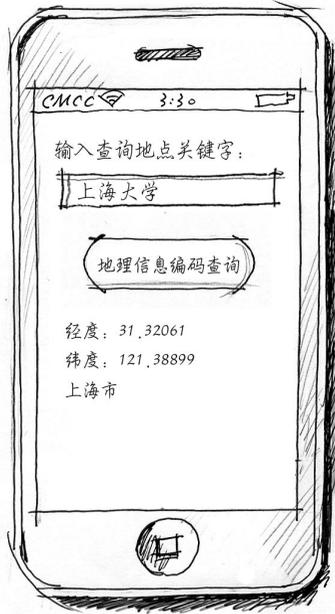 CMCC 3:30
输入查询地点关键字：
上海大学
地理信息编码查询
经度：31.32061
纬度：121.38899
上海市